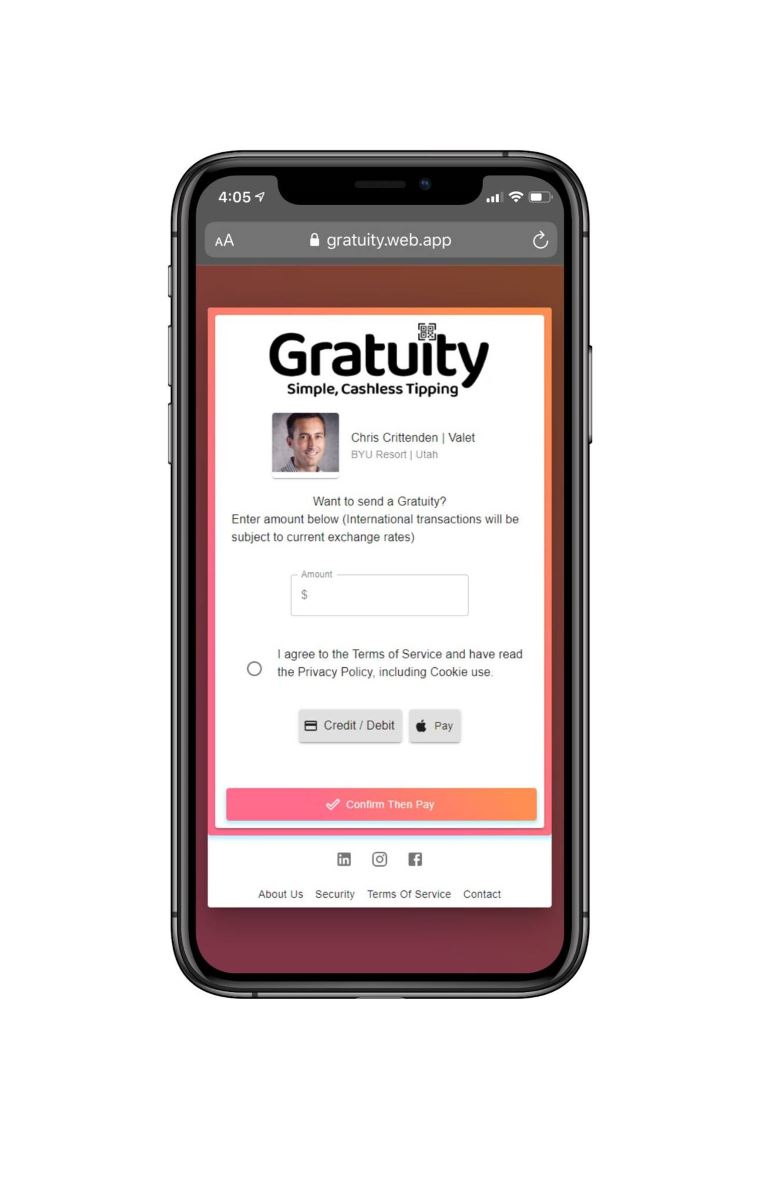 4:05
AA gratuity.web.app
Gratuity
Simple, Cashless Tipping
Chris Crittenden | Valet
BYU Resort | Utah
Want to send a Gratuity?
Enter amount below (International transactions will be
subject to current exchange rates)
Amount
$
I agree to the Terms of Service and have read
the Privacy Policy, including Cookie use.
Credit / Debit Pay
Confirm Then Pay
About Us Security Terms Of Service Contact